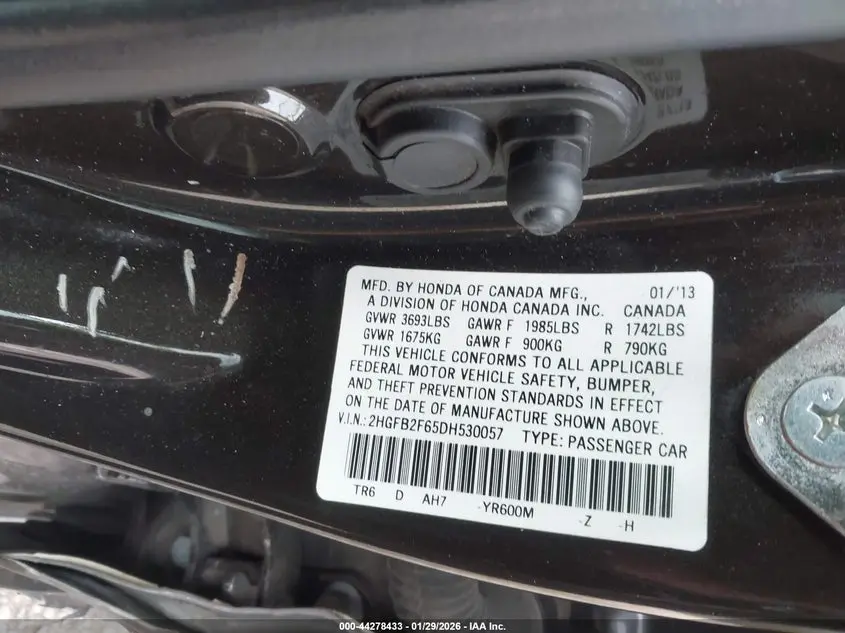 MFD. BY HONDA OF CANADA MFG., 01/'13
A DIVISION OF HONDA CANADA INC. CANADA
GVWR 3693LBS GAWR F 1985LBS R 1742LBS
GVWR 1675KG GAWR F 900KG R 790KG
THIS VEHICLE CONFORMS TO ALL APPLICABLE
FEDERAL MOTOR VEHICLE SAFETY, BUMPER,
AND THEFT PREVENTION STANDARDS IN EFFECT
ON THE DATE OF MANUFACTURE SHOWN ABOVE.
V.I.N.: 2HGFB2F65DH530057 TYPE: PASSENGER CAR
TR6 D AH7 -YR600M -Z -H
000-44278433 - 01/29/2026 - IAA Inc.